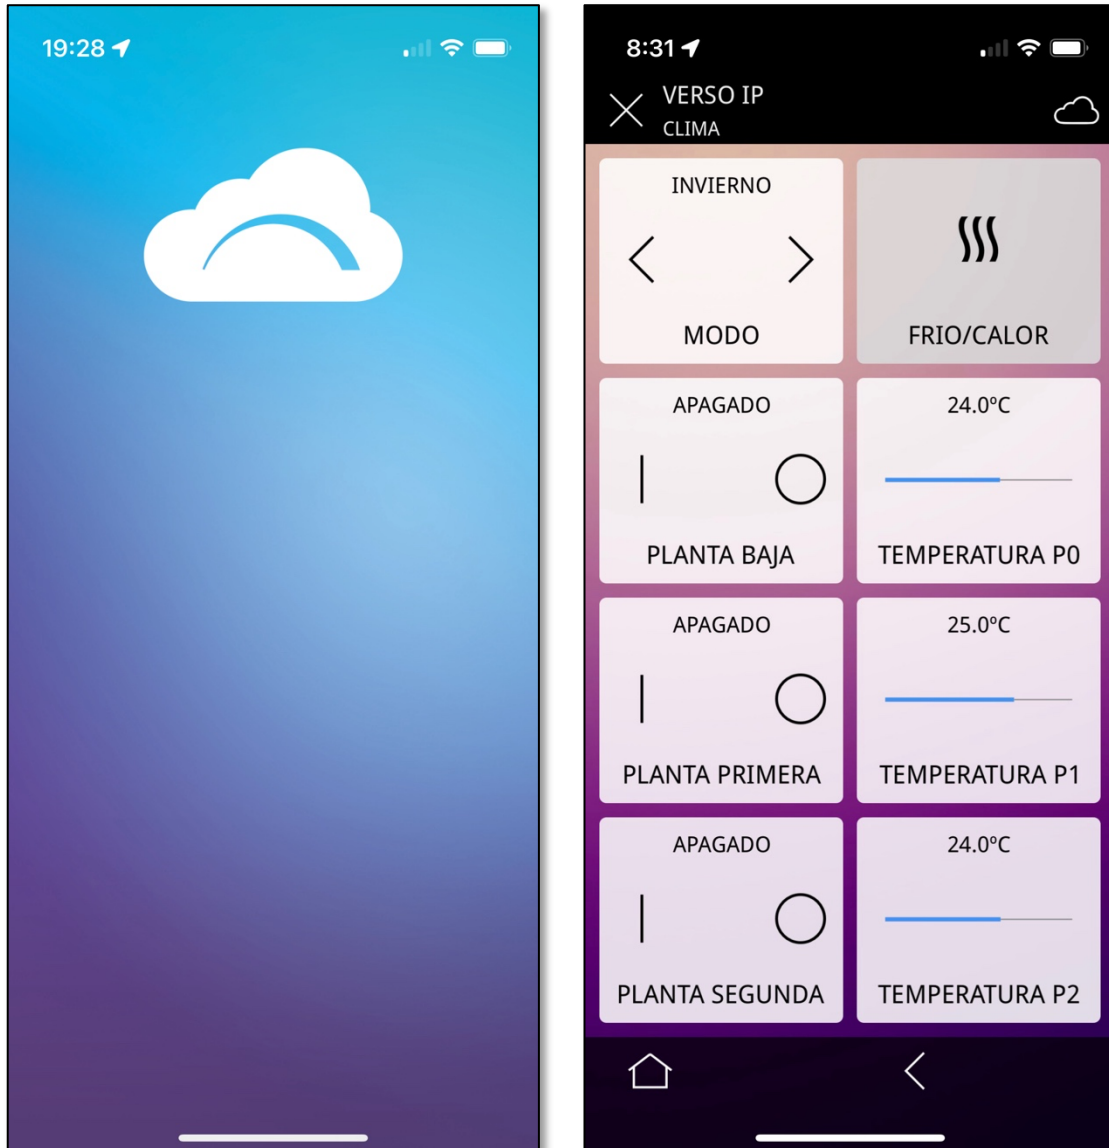 19:28
8:31
VERSO IP
CLIMA
INVIERNO
MODO
FRIO/CALOR
APAGADO
PLANTA BAJA
24.0ºC
TEMPERATURA P0
APAGADO
PLANTA PRIMERA
25.0ºC
TEMPERATURA P1
APAGADO
PLANTA SEGUNDA
24.0ºC
TEMPERATURA P2